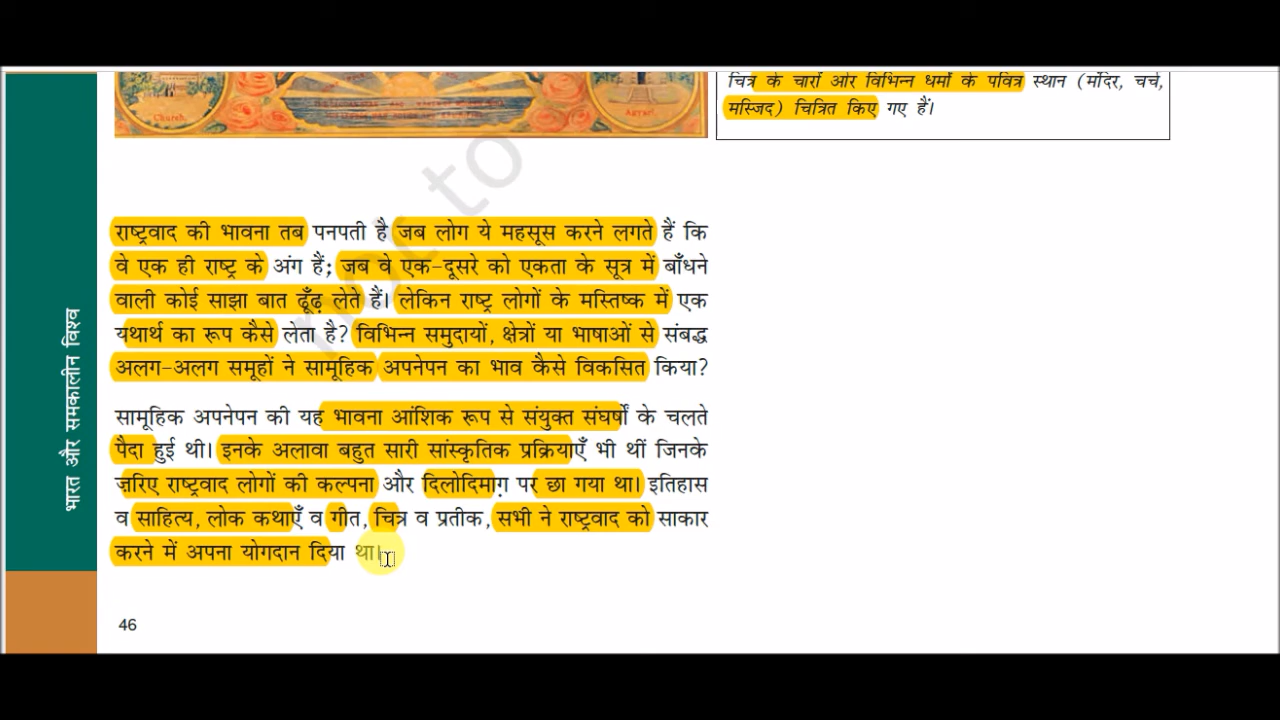 चित्र के चारों ओर विभिन्न धर्मों के पवित्र स्थान (मंदिर, चर्च,
मस्जिद) चित्रित किए गए हैं।
Church.
राष्ट्रवाद की भावना तब पनपती है जब लोग ये महसूस करने लगते हैं कि
वे एक ही राष्ट्र के अंग हैं; जब वे एक-दूसरे को एकता के सूत्र में बाँधने
वाली कोई साझा बात ढूँढ़ लेते हैं। लेकिन राष्ट्र लोगों के मस्तिष्क में एक
यथार्थ का रूप कैसे लेता है? विभिन्न समुदायों, क्षेत्रों या भाषाओं से संबद्ध
अलग-अलग समूहों ने सामूहिक अपनेपन का भाव कैसे विकसित किया?
सामूहिक अपनेपन की यह भावना आंशिक रूप से संयुक्त संघर्षों के चलते
पैदा हुई थी। इनके अलावा बहुत सारी सांस्कृतिक प्रक्रियाएँ भी थीं जिनके
ज़रिए राष्ट्रवाद लोगों की कल्पना और दिलोदिमाग़ पर छा गया था। इतिहास
व साहित्य, लोक कथाएँ व गीत, चित्र व प्रतीक, सभी ने राष्ट्रवाद को साकार
करने में अपना योगदान दिया था।
भारत और समकालीन विश्व
46
not to